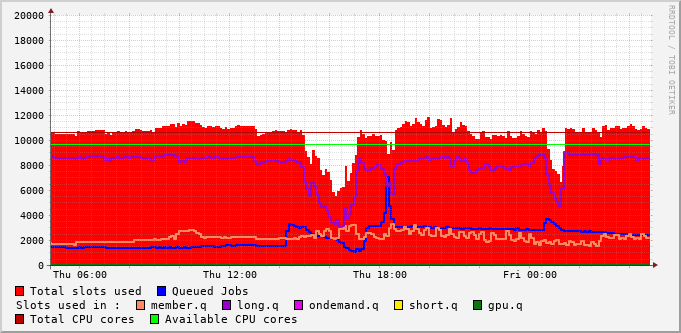 20000
18000
16000
14000
12000
10000
8000
6000
4000
2000
0
Thu 06:00 Thu 12:00 Thu 18:00 Fri 00:00
RRDTOOL / TOBI OETIKER
Total slots used Queued Jobs
Slots used in : member.q long.q ondemand.q short.q gpu.q
Total CPU cores Available CPU cores